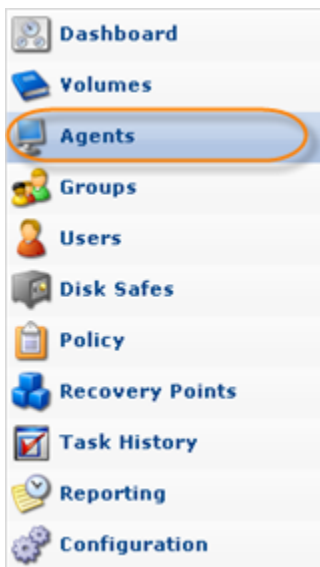 Dashboard
Volumes
Agents
Groups
Users
Disk Safes
Policy
Recovery Points
Task History
Reporting
Configuration